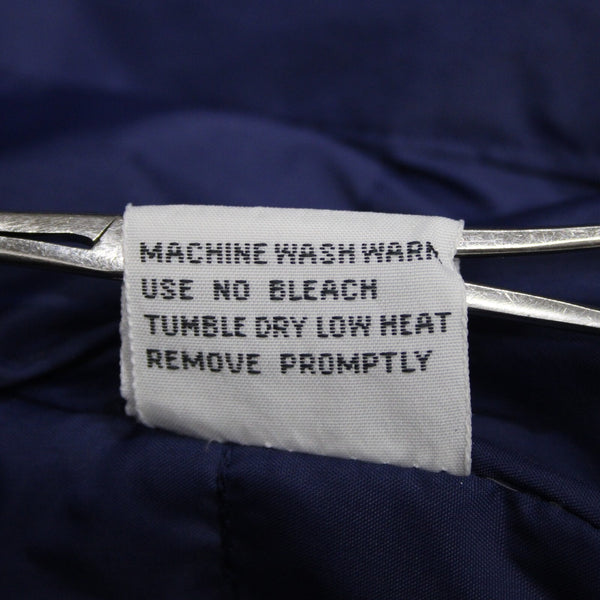 MACHINE WASH WARM
USE NO BLEACH
TUMBLE DRY LOW HEAT
REMOVE PROMPTLY